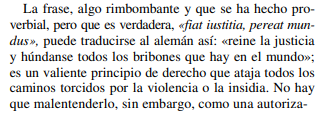 La frase, algo rimbombante y que se ha hecho pro-
verbial, pero que es verdadera, «fiat iustitia, pereat mun-
dus», puede traducirse al alemán así: «reine la justicia
y húndanse todos los bribones que hay en el mundo»;
es un valiente principio de derecho que ataja todos los
caminos torcidos por la violencia o la insidia. No hay
que malentenderlo, sin embargo, como una autoriza-